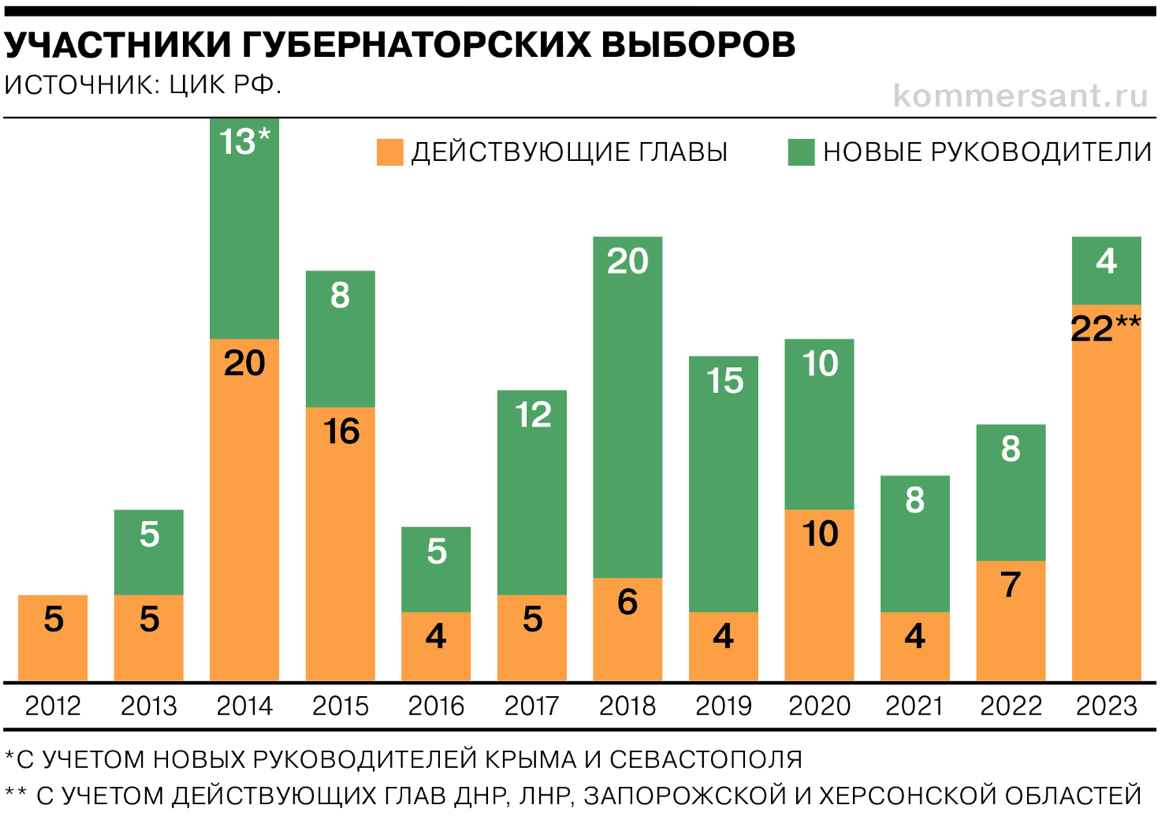 УЧАСТНИКИ ГУБЕРНАТОРСКИХ ВЫБОРОВ
ИСТОЧНИК: ЦИК РФ.
kommersant.ru
ДЕЙСТВУЮЩИЕ ГЛАВЫ НОВЫЕ РУКОВОДИТЕЛИ
13* 8 5 12 20 15 10 8 8 4
5 5 20 16 4 5 6 4 10 4 7 22**
2012 2013 2014 2015 2016 2017 2018 2019 2020 2021 2022 2023
*С УЧЕТОМ НОВЫХ РУКОВОДИТЕЛЕЙ КРЫМА И СЕВАСТОПОЛЯ
** С УЧЕТОМ ДЕЙСТВУЮЩИХ ГЛАВ ДНР, ЛНР, ЗАПОРОЖСКОЙ И ХЕРСОНСКОЙ ОБЛАСТЕЙ
5